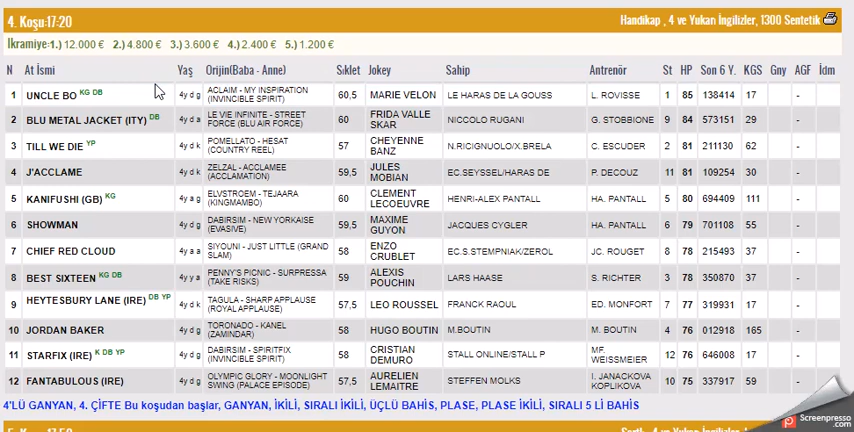 4. Koşu:17:20 Handikap , 4 ve Yukarı İngilizler, 1300 Sentetik
İkramiye:1.) 12.000 € 2.) 4.800 € 3.) 3.600 € 4.) 2.400 € 5.) 1.200 €
N At İsmi Yaş Orijin(Baba - Anne) Sıklet Jokey Sahip Antrenör St HP Son 6 Y. KGS Gny AGF İdm
1 UNCLE BO KG DB 4y d g ACLAIM - MY INSPIRATION (INVINCIBLE SPIRIT) 60,5 MARIE VELON LE HARAS DE LA GOUSS L. ROVISSE 1 85 138414 17 -
2 BLU METAL JACKET (ITY) DB 4y d a LE VIE INFINITE - STREET FORCE (BLU AIR FORCE) 60 FRIDA VALLE SKAR NICCOLO RUGANI G. STOBBIONE 9 84 573151 29 -
3 TILL WE DIE YP 4y d k POMELLATO - HESAT (COUNTRY REEL) 57 CHEYENNE BANZ N.RICIGNUOLO/X.BRELA C. ESCUDER 2 81 211130 62 -
4 J'ACCLAME 4y d k ZELZAL - ACCLAMEE (ACCLAMATION) 59,5 JULES MOBIAN EC.SEYSSEL/HARAS DE P. DECOUZ 11 81 109254 30 -
5 KANIFUSHI (GB) KG 4y a g ELVSTROEM - TEJAARA (KINGMAMBO) 60 CLEMENT LECOEUVRE HENRI-ALEX PANTALL HA. PANTALL 5 80 694409 111 -
6 SHOWMAN 4y d g DABIRSIM - NEW YORKAISE (EVASIVE) 59,5 MAXIME GUYON JACQUES CYGLER HA. PANTALL 6 79 701108 55 -
7 CHIEF RED CLOUD 4y a a SIYOUNI - JUST LITTLE (GRAND SLAM) 58 ENZO CRUBLET EC.S.STEMPNIAK/ZEROL JC. ROUGET 8 78 215493 37 -
8 BEST SIXTEEN KG DB 4y y a PENNY'S PICNIC - SURPRESSA (TAKE RISKS) 59 ALEXIS POUCHIN LARS HAASE S. RICHTER 3 78 350870 37 -
9 HEYTESBURY LANE (IRE) DB YP 4y d k TAGULA - SHARP APPLAUSE (ROYAL APPLAUSE) 57,5 LEO ROUSSEL FRANCK RAOUL ED. MONFORT 7 77 319931 17 -
10 JORDAN BAKER 4y d g TORONADO - KANEL (ZAMINDAR) 58 HUGO BOUTIN M.BOUTIN M. BOUTIN 4 76 012918 165 -
11 STARFIX (IRE) K DB YP 4y d g DABIRSIM - SPIRITFIX (INVINCIBLE SPIRIT) 58 CRISTIAN DEMURO STALL ONLINE/STALL P MF. WEISSMEIER 12 76 646008 17 -
12 FANTABULOUS (IRE) 4y d g OLYMPIC GLORY - MOONLIGHT SWING (PALACE EPISODE) 57,5 AURELIEN LEMAITRE STEFFEN MOLKS I. JANACKOVA KOPLIKOVA 10 75 337917 59 -
4'LÜ GANYAN, 4. ÇİFTE Bu koşudan başlar, GANYAN, İKİLİ, SIRALI İKİLİ, ÜÇLÜ BAHİS, PLASE, PLASE İKİLİ, SIRALI 5 Lİ BAHİS
Screenpresso
.com